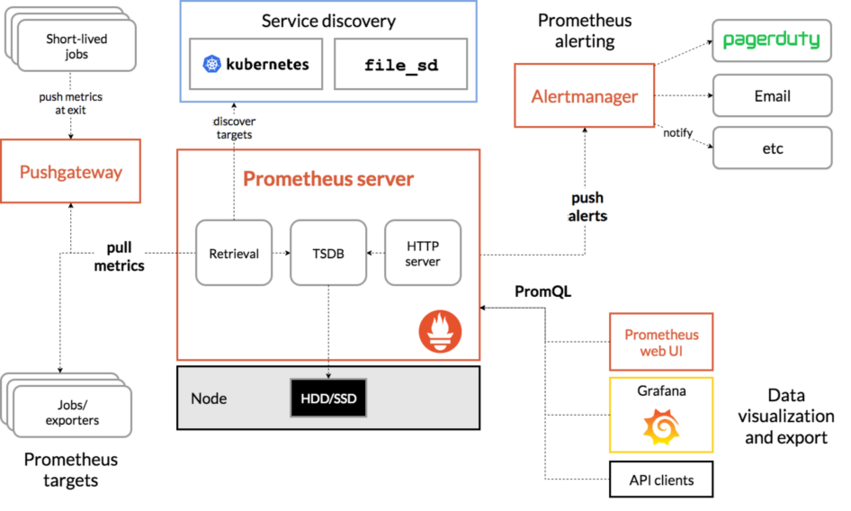 Short-lived
jobs
push metrics
at exit
Pushgateway
Service discovery
kubernetes
file_sd
discover
targets
Prometheus
alerting
Alertmanager
pagerduty
Email
notify
etc
Prometheus server
Retrieval
TSDB
HTTP
server
pull
metrics
push
alerts
PromQL
Node
HDD/SSD
Jobs/
exporters
Prometheus
targets
Prometheus
web UI
Grafana
API clients
Data
visualization
and export